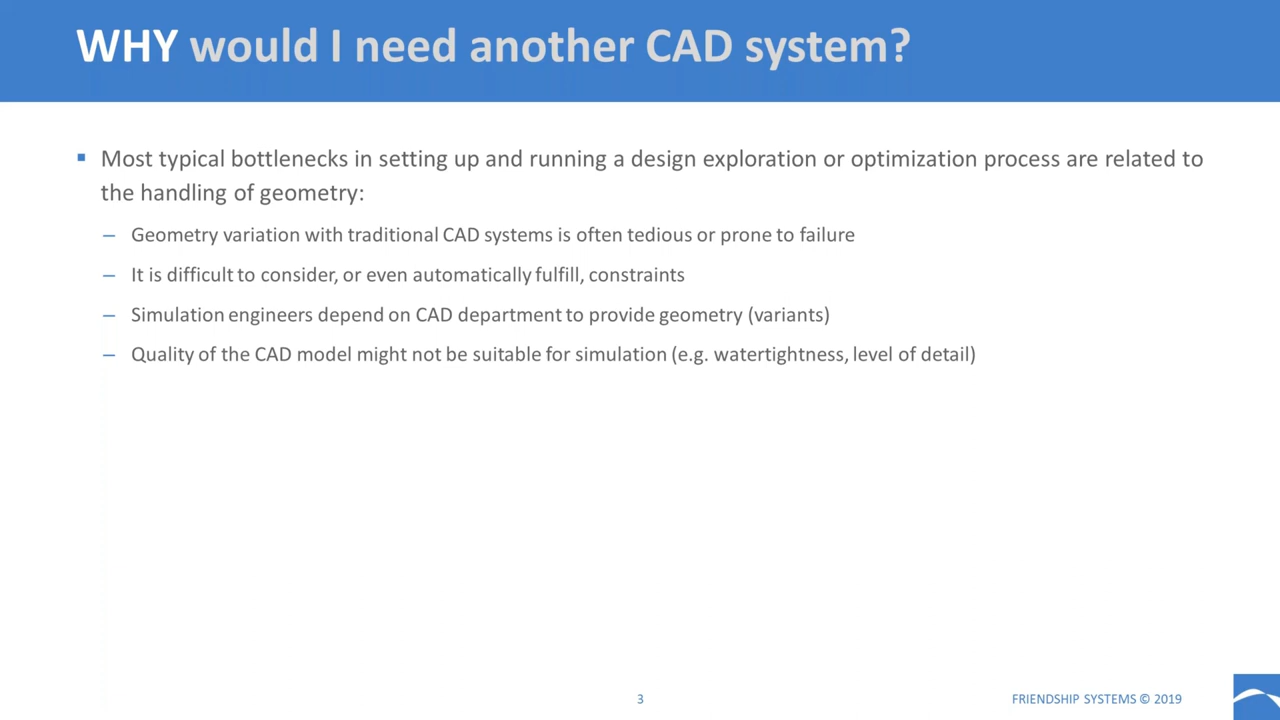 WHY would I need another CAD system?
▪ Most typical bottlenecks in setting up and running a design exploration or optimization process are related to
the handling of geometry:
– Geometry variation with traditional CAD systems is often tedious or prone to failure
– It is difficult to consider, or even automatically fulfill, constraints
– Simulation engineers depend on CAD department to provide geometry (variants)
– Quality of the CAD model might not be suitable for simulation (e.g. watertightness, level of detail)
3
FRIENDSHIP SYSTEMS © 2019